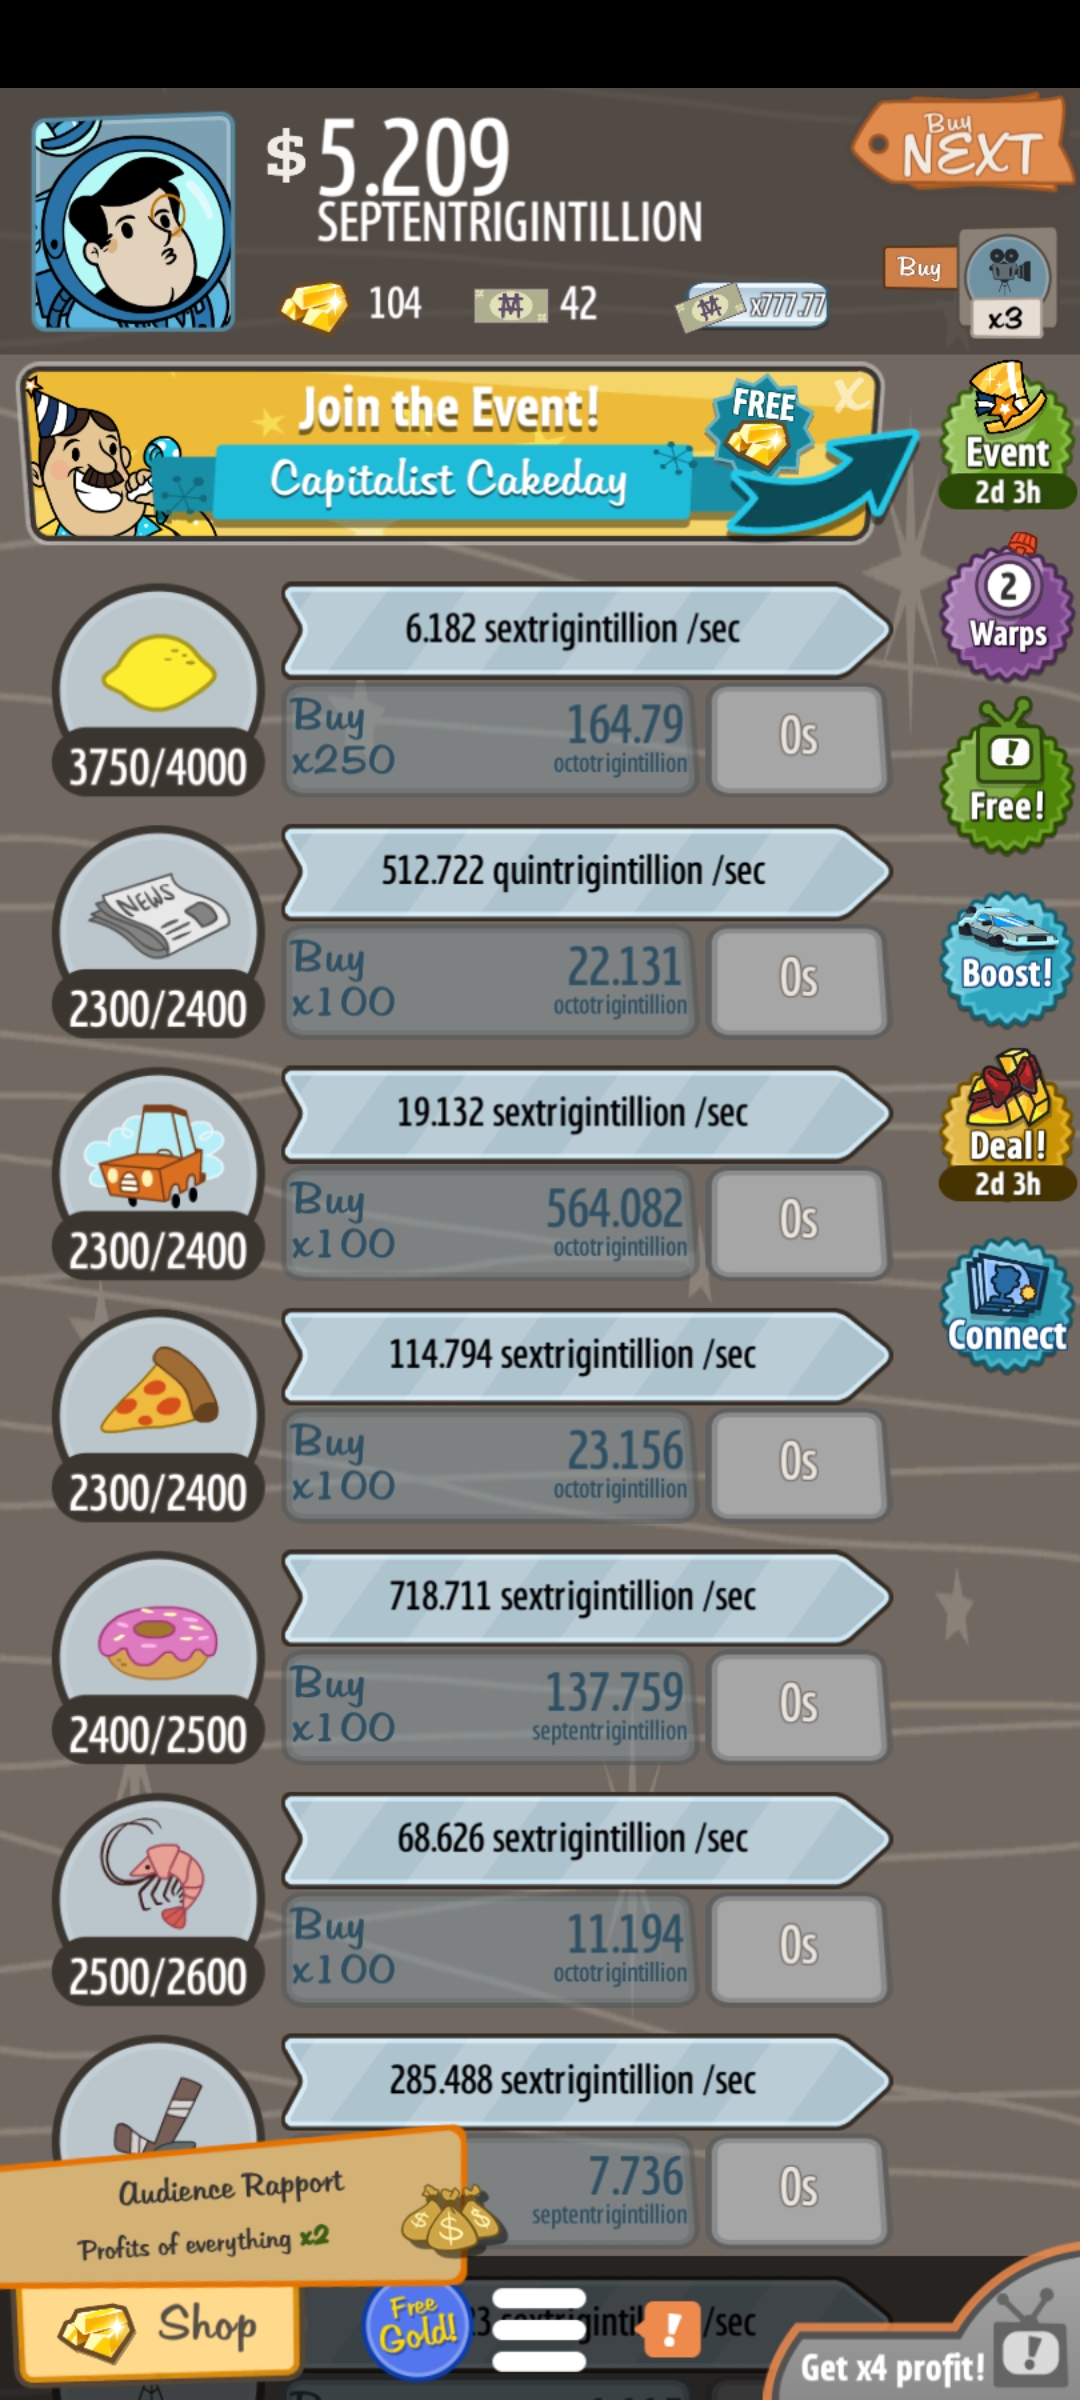 $5.209
SEPTENTRIGINTILLION
Buy
NEXT
104
42
x777.77
Buy
x3
Join the Event!
Capitalist Cakeday
FREE
X
Event
2d 3h
6.182 sextrigintillion /sec
Buy
x250
164.79
octotrigintillion
0s
3750/4000
2
Warps
Free!
512.722 quintrigintillion /sec
NEWS
Buy
x100
22.131
octotrigintillion
0s
2300/2400
Boost!
19.132 sextrigintillion /sec
Buy
x100
564.082
octotrigintillion
0s
2300/2400
Deal!
2d 3h
114.794 sextrigintillion /sec
Buy
x100
23.156
octotrigintillion
0s
2300/2400
Connect
718.711 sextrigintillion /sec
Buy
x100
137.759
septentrigintillion
0s
2400/2500
68.626 sextrigintillion /sec
Buy
x100
11.194
octotrigintillion
0s
2500/2600
285.488 sextrigintillion /sec
7.736
septentrigintillion
0s
Audience Rapport
Profits of everything x2
Shop
Free
Gold!
!
/sec
Get x4 profit!
!